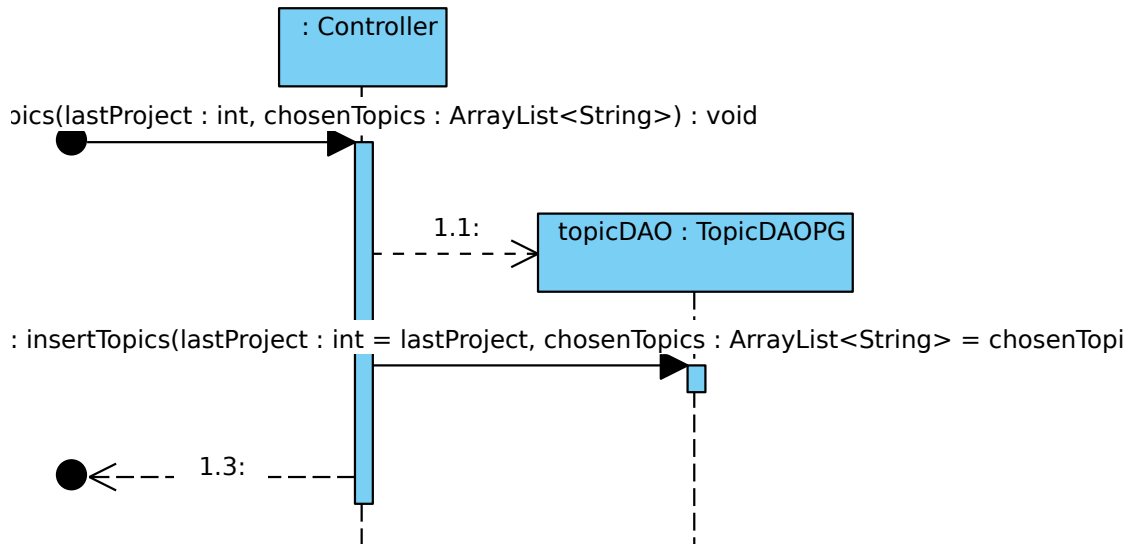 : Controller
pics(lastProject : int, chosenTopics : ArrayList<String>) : void
1.1:
topicDAO : TopicDAOPG
: insertTopics(lastProject : int = lastProject, chosenTopics : ArrayList<String> = chosenTopi
1.3: